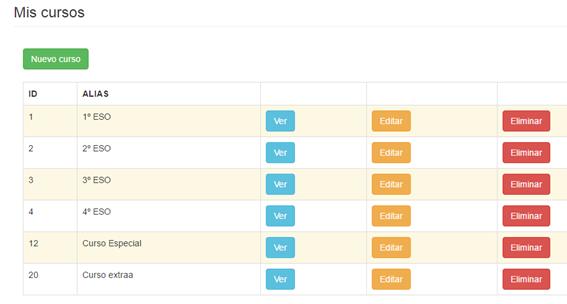 Mis cursos
Nuevo curso
ID ALIAS
1 1º ESO Ver Editar Eliminar
2 2º ESO Ver Editar Eliminar
3 3º ESO Ver Editar Eliminar
4 4º ESO Ver Editar Eliminar
12 Curso Especial Ver Editar Eliminar
20 Curso extraa Ver Editar Eliminar